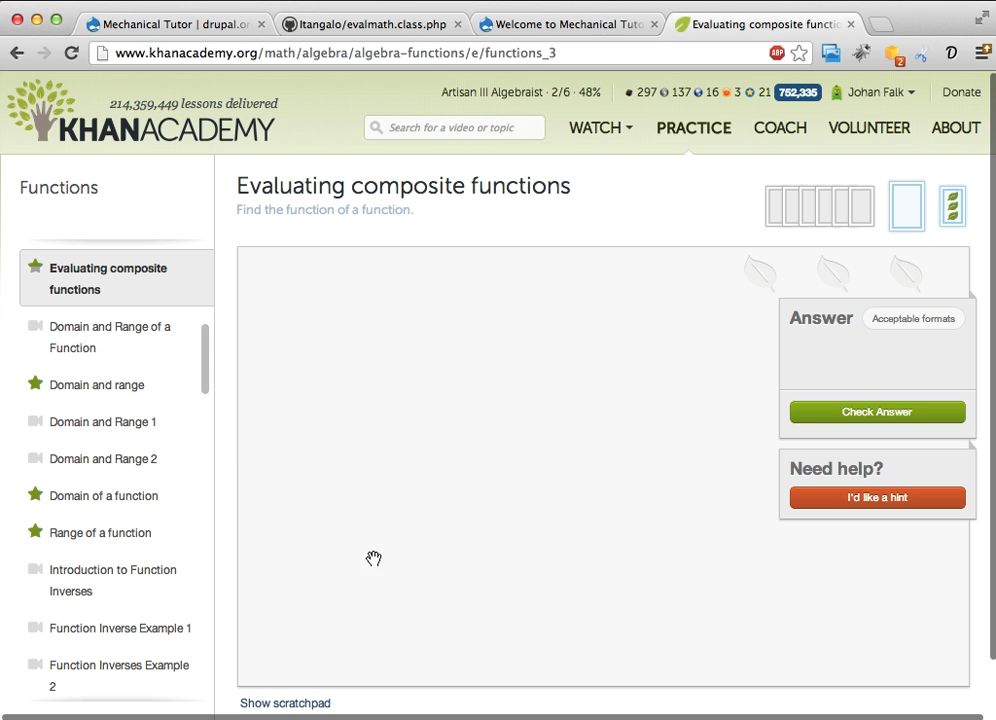 Mechanical Tutor | drupal.or
Itangalo/evalmath.class.php
Welcome to Mechanical Tuto
Evaluating composite functio
www.khanacademy.org/math/algebra/algebra-functions/e/functions_3
ABP
2
D
214,359,449 lessons delivered
KHANACADEMY
Artisan III Algebraist · 2/6 · 48%
297 137 16 3 21 752,335
Johan Falk
Donate
Search for a video or topic
WATCH
PRACTICE
COACH
VOLUNTEER
ABOUT
Functions
Evaluating composite
functions
Domain and Range of a
Function
Domain and range
Domain and Range 1
Domain and Range 2
Domain of a function
Range of a function
Introduction to Function
Inverses
Function Inverse Example 1
Function Inverses Example
2
Evaluating composite functions
Find the function of a function.
Answer
Acceptable formats
Check Answer
Need help?
I'd like a hint
Show scratchpad